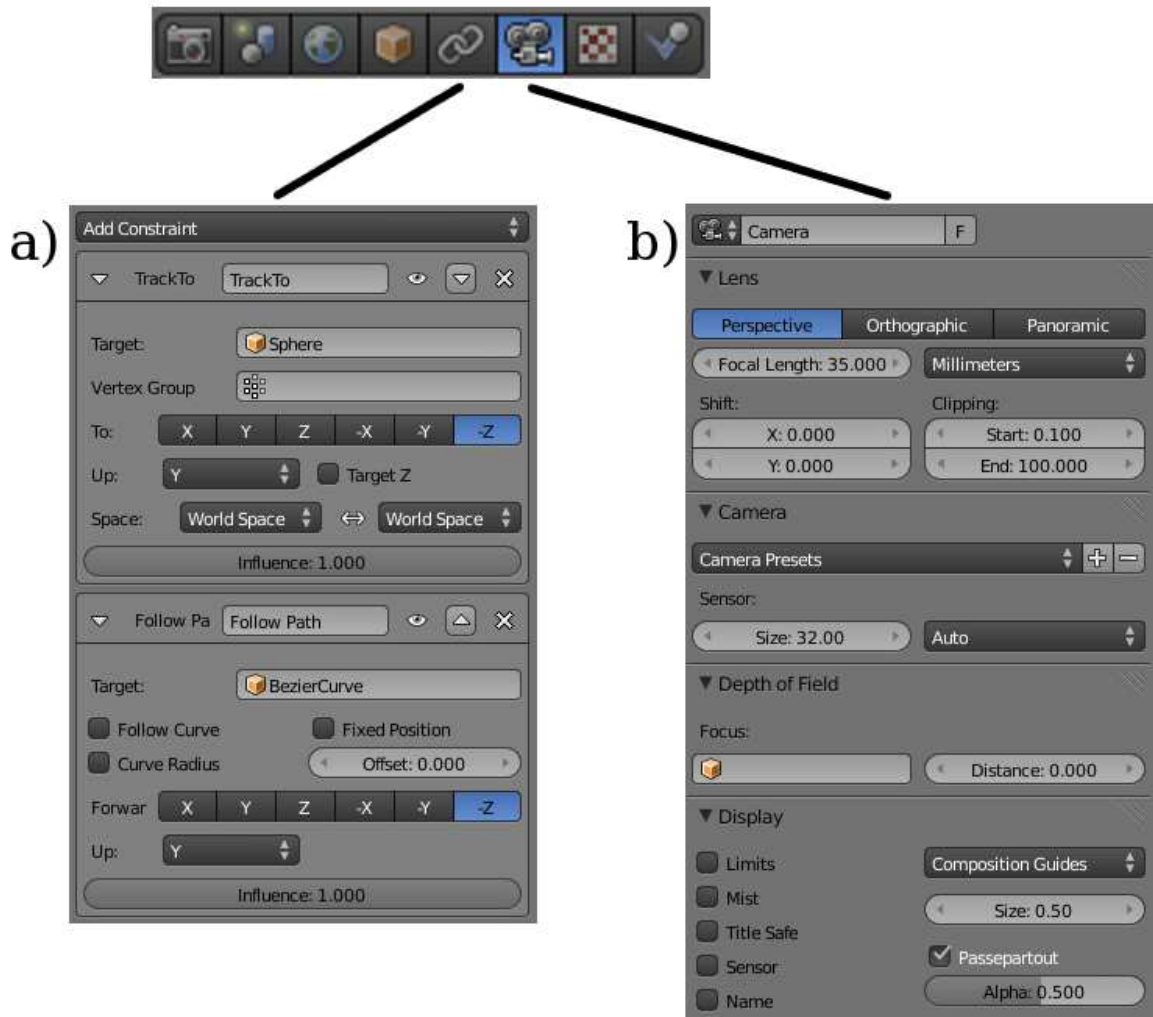 a)
Add Constraint
TrackTo TrackTo
Target: Sphere
Vertex Group
To: X Y Z -X -Y -Z
Up: Y Target Z
Space: World Space World Space
Influence: 1.000
Follow Pa Follow Path
Target: BezierCurve
Follow Curve Fixed Position
Curve Radius Offset: 0.000
Forwar X Y Z -X -Y -Z
Up: Y
Influence: 1.000
b)
Camera F
Lens
Perspective Orthographic Panoramic
Focal Length: 35.000 Millimeters
Shift: Clipping:
X: 0.000 Start: 0.100
Y: 0.000 End: 100.000
Camera
Camera Presets
Sensor:
Size: 32.00 Auto
Depth of Field
Focus:
Distance: 0.000
Display
Limits Composition Guides
Mist Size: 0.50
Title Safe
Sensor Passepartout
Name Alpha: 0.500